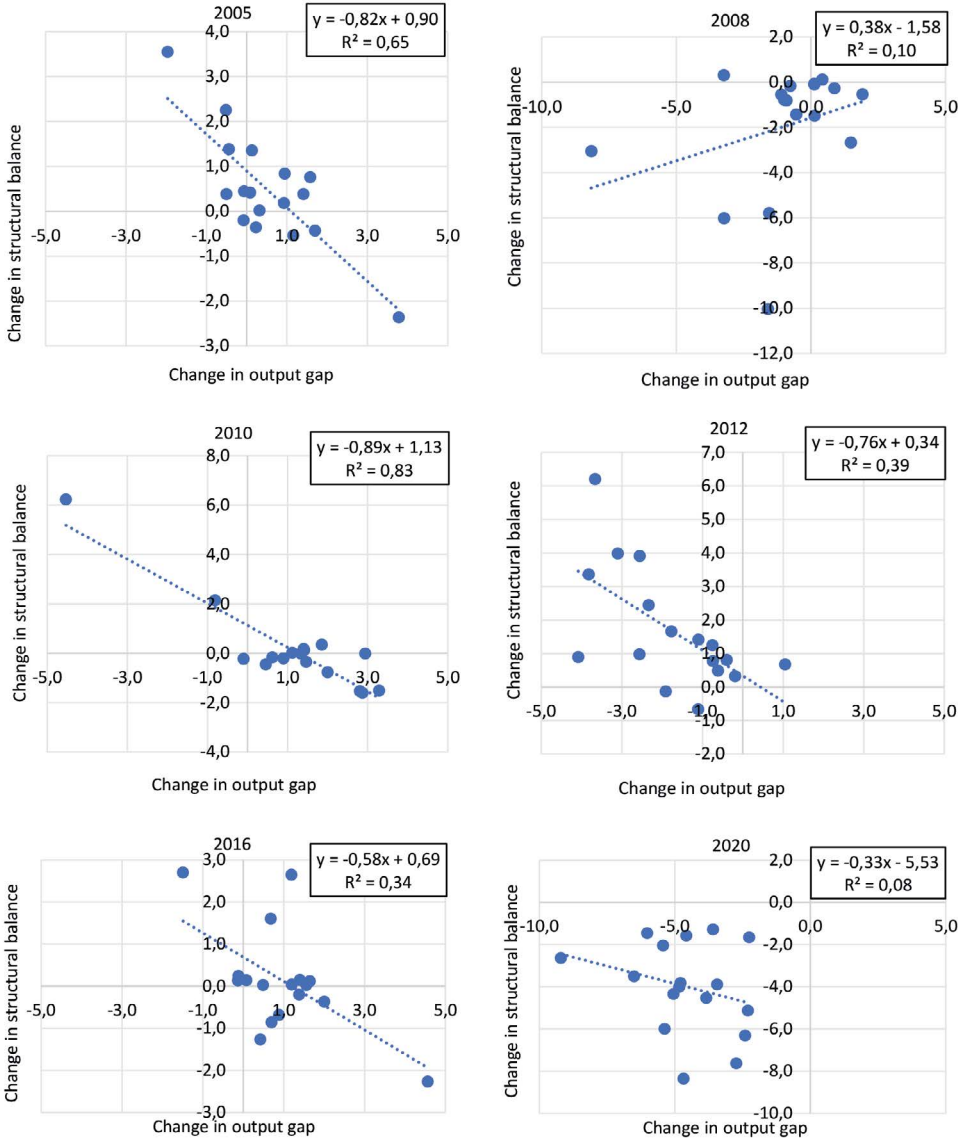 2005
y = -0,82x + 0,90
R² = 0,65
4,0
3,0
2,0
1,0
0,0
-1,0
-2,0
-3,0
-5,0 -3,0 -1,0 1,0 3,0 5,0
Change in structural balance
Change in output gap
2008
y = 0,38x - 1,58
R² = 0,10
2,0
0,0
-2,0
-4,0
-6,0
-8,0
-10,0
-12,0
-10,0 -5,0 0,0 5,0
Change in structural balance
Change in output gap
2010
y = -0,89x + 1,13
R² = 0,83
8,0
6,0
4,0
2,0
0,0
-2,0
-4,0
-5,0 -3,0 -1,0 1,0 3,0 5,0
Change in structural balance
Change in output gap
2012
y = -0,76x + 0,34
R² = 0,39
7,0
6,0
5,0
4,0
3,0
2,0
1,0
0,0
-1,0
-2,0
-5,0 -3,0 -1,0 1,0 3,0 5,0
Change in structural balance
Change in output gap
2016
y = -0,58x + 0,69
R² = 0,34
3,0
2,0
1,0
0,0
-1,0
-2,0
-3,0
-5,0 -3,0 -1,0 1,0 3,0 5,0
Change in structural balance
Change in output gap
2020
y = -0,33x - 5,53
R² = 0,08
2,0
0,0
-2,0
-4,0
-6,0
-8,0
-10,0
-10,0 -5,0 0,0 5,0
Change in structural balance
Change in output gap